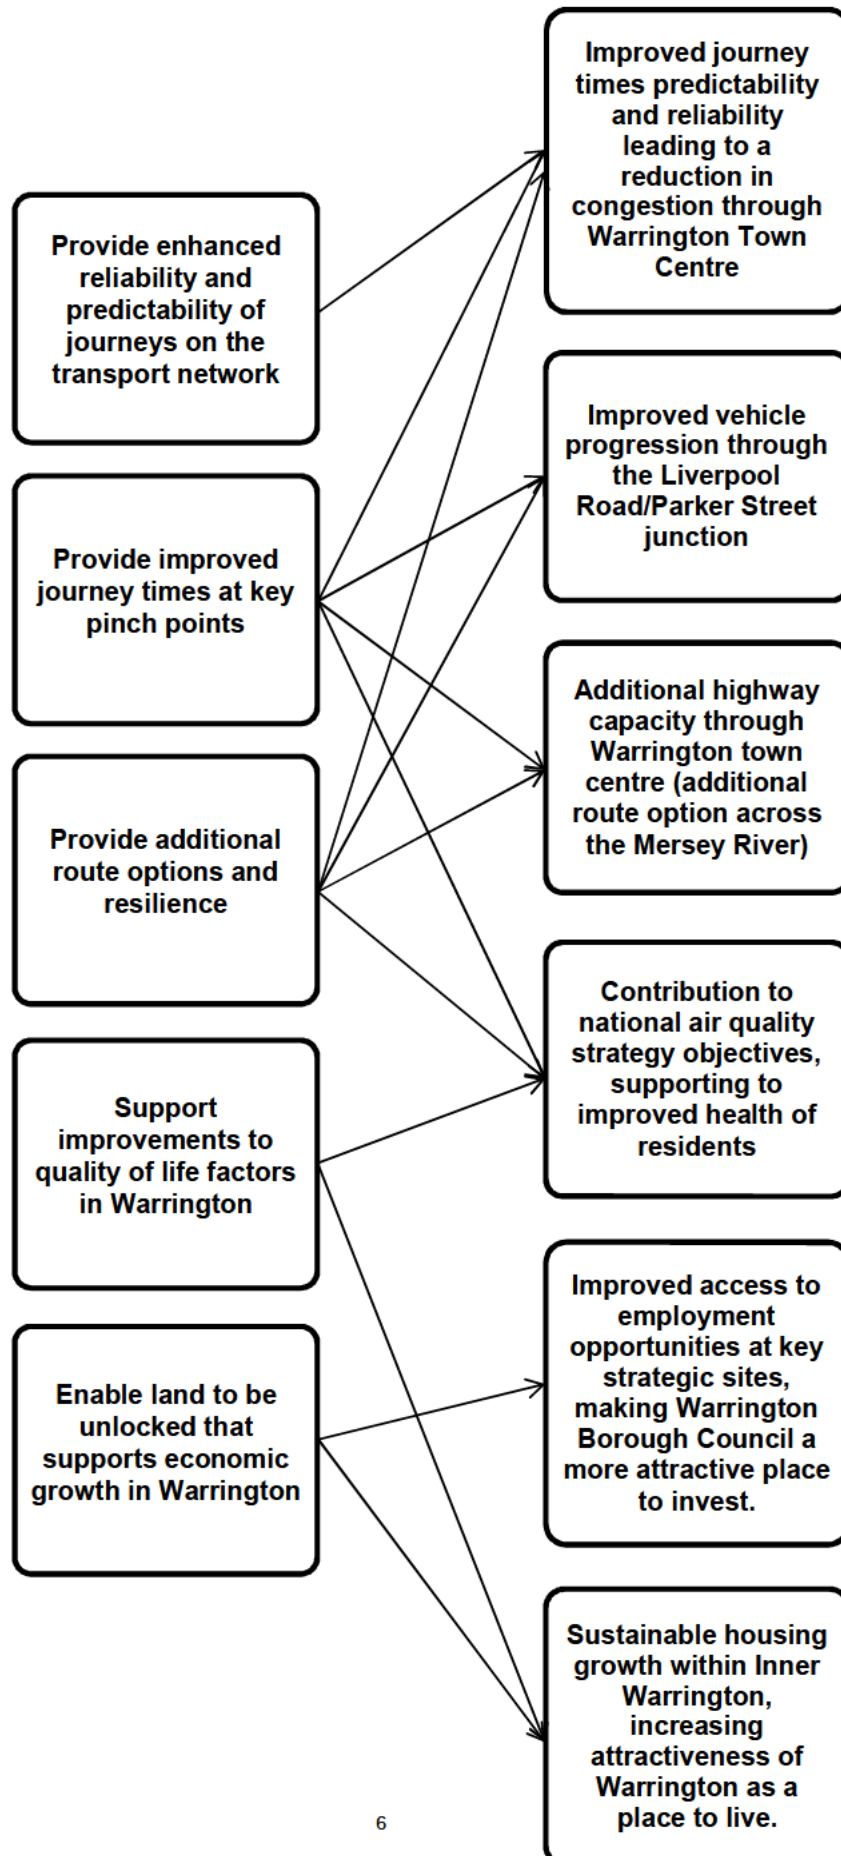 Provide enhanced
reliability and
predictability of
journeys on the
transport network
Provide improved
journey times at key
pinch points
Provide additional
route options and
resilience
Support
improvements to
quality of life factors
in Warrington
Enable land to be
unlocked that
supports economic
growth in Warrington
Improved journey
times predictability
and reliability
leading to a
reduction in
congestion through
Warrington Town
Centre
Improved vehicle
progression through
the Liverpool
Road/Parker Street
junction
Additional highway
capacity through
Warrington town
centre (additional
route option across
the Mersey River)
Contribution to
national air quality
strategy objectives,
supporting to
improved health of
residents
Improved access to
employment
opportunities at key
strategic sites,
making Warrington
Borough Council a
more attractive place
to invest.
Sustainable housing
growth within Inner
Warrington,
increasing
attractiveness of
Warrington as a
place to live.
6